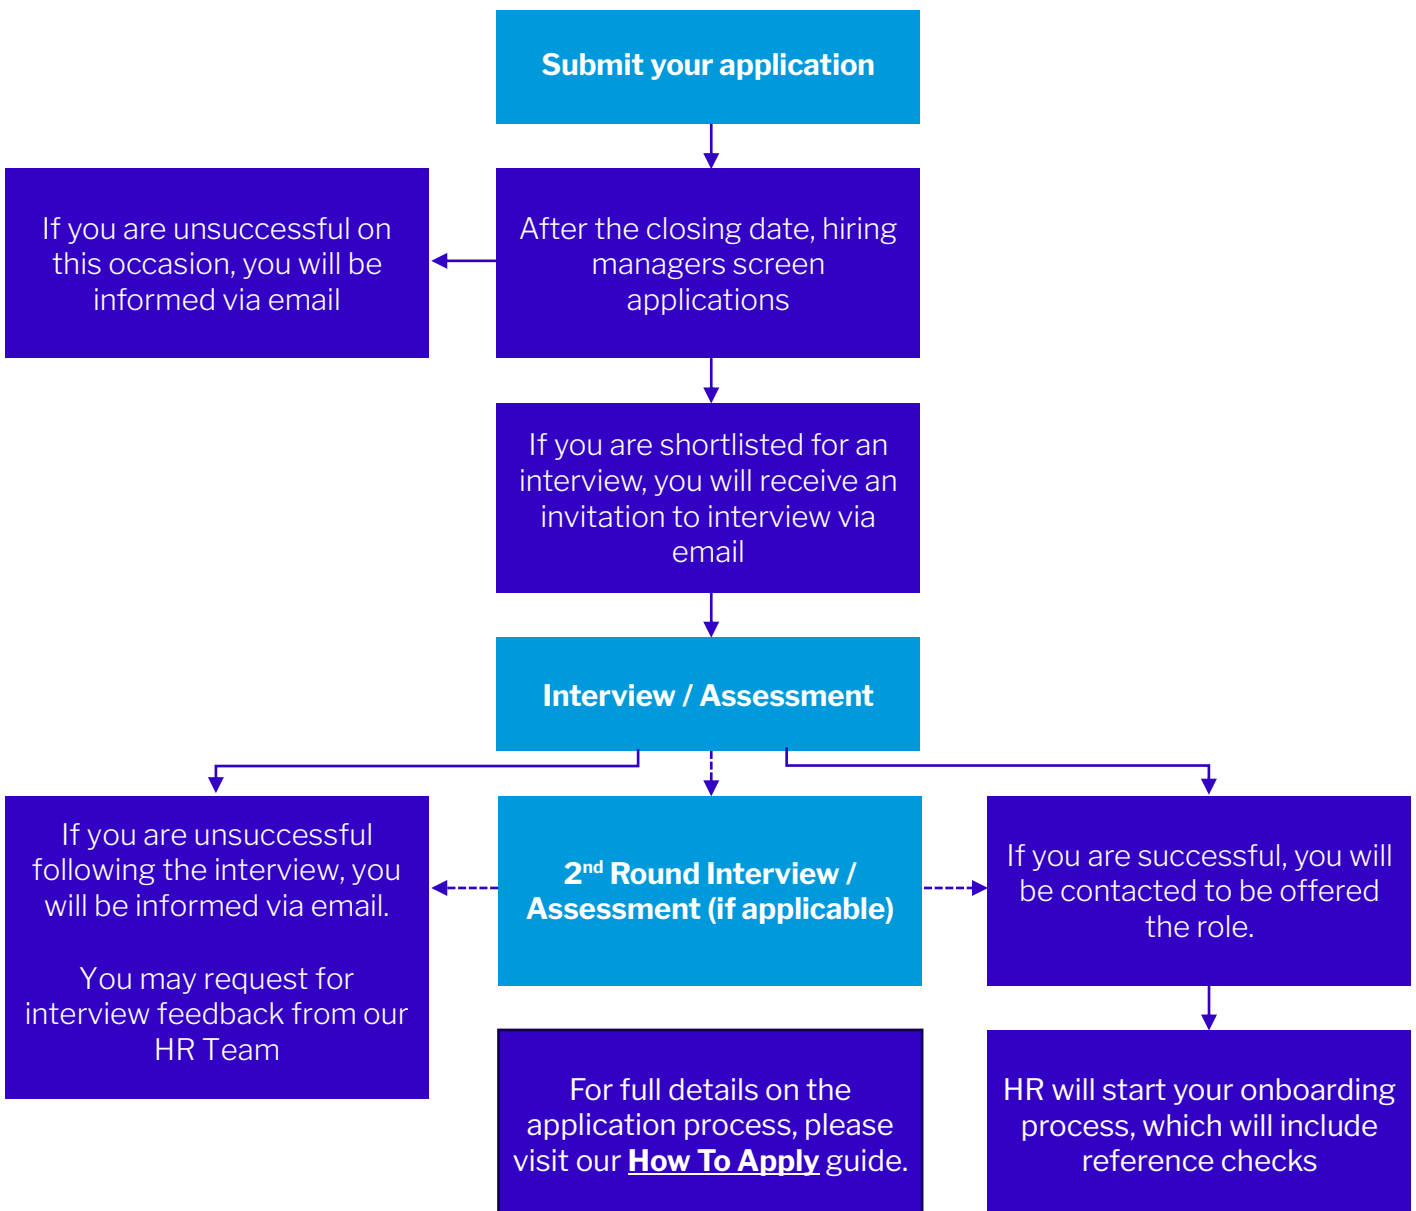 Submit your application
If you are unsuccessful on
this occasion, you will be
informed via email
After the closing date, hiring
managers screen
applications
If you are shortlisted for an
interview, you will receive an
invitation to interview via
email
Interview / Assessment
If you are unsuccessful
following the interview, you
will be informed via email.
You may request for
interview feedback from our
HR Team
2nd Round Interview /
Assessment (if applicable)
If you are successful, you will
be contacted to be offered
the role.
For full details on the
application process, please
visit our How To Apply guide.
HR will start your onboarding
process, which will include
reference checks